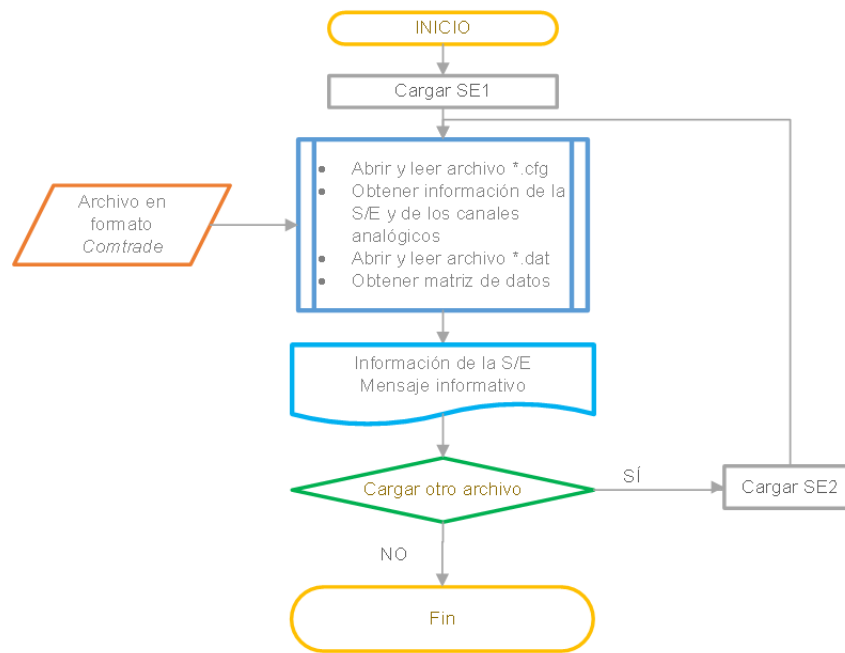 INICIO
Cargar SE1
Archivo en
formato
Comtrade
• Abrir y leer archivo *.cfg
• Obtener información de la
S/E y de los canales
analógicos
• Abrir y leer archivo *.dat
• Obtener matriz de datos
Información de la S/E
Mensaje informativo
Cargar otro archivo
SÍ
Cargar SE2
NO
Fin